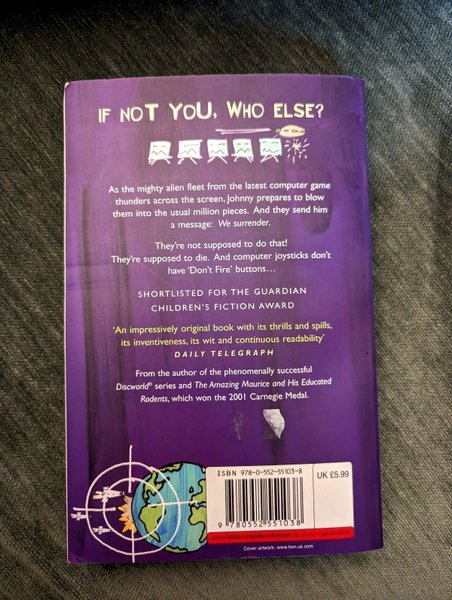 IF NOT YOU, WHO ELSE?
As the mighty alien fleet from the latest computer game
thunders across the screen, Johnny prepares to blow
them into the usual million pieces. And they send him
a message: We surrender.
They're not supposed to do that!
They're supposed to die. And computer joysticks don't
have 'Don't Fire' buttons...
SHORTLISTED FOR THE GUARDIAN
CHILDREN'S FICTION AWARD
'An impressively original book with its thrills and spills,
its inventiveness, its wit and continuous readability'
DAILY TELEGRAPH
From the author of the phenomenally successful
Discworld® series and The Amazing Maurice and His Educated
Rodents, which won the 2001 Carnegie Medal.
ISBN 978-0-552-55103-8
UK £5.99
9 780552 551038
Cover artwork: www.hen.uk.com